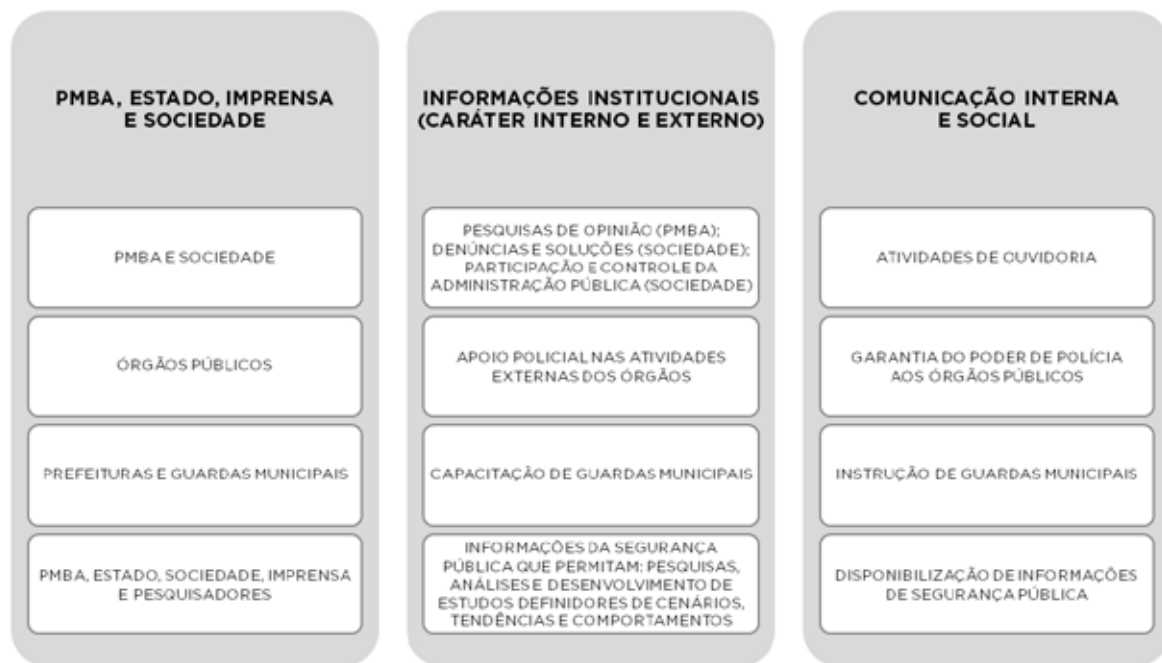 PMBA, ESTADO, IMPRENSA
E SOCIEDADE
PMBA E SOCIEDADE
ÓRGÃOS PÚBLICOS
PREFEITURAS E GUARDAS MUNICIPAIS
PMBA, ESTADO, SOCIEDADE, IMPRENSA
E PESQUISADORES
INFORMAÇÕES INSTITUCIONAIS
(CARÁTER INTERNO E EXTERNO)
PESQUISAS DE OPINIÃO (PMBA);
DENÚNCIAS E SOLUÇÕES (SOCIEDADE);
PARTICIPAÇÃO E CONTROLE DA
ADMINISTRAÇÃO PÚBLICA (SOCIEDADE)
APOIO POLICIAL NAS ATIVIDADES
EXTERNAS DOS ÓRGÃOS
CAPACITAÇÃO DE GUARDAS MUNICIPAIS
INFORMAÇÕES DA SEGURANÇA
PÚBLICA QUE PERMITAM: PESQUISAS,
ANÁLISES E DESENVOLVIMENTO DE
ESTUDOS DEFINIDORES DE CENÁRIOS,
TENDÊNCIAS E COMPORTAMENTOS
COMUNICAÇÃO INTERNA
E SOCIAL
ATIVIDADES DE OUVIDORIA
GARANTIA DO PODER DE POLÍCIA
AOS ÓRGÃOS PÚBLICOS
INSTRUÇÃO DE GUARDAS MUNICIPAIS
DISPONIBILIZAÇÃO DE INFORMAÇÕES
DE SEGURANÇA PÚBLICA